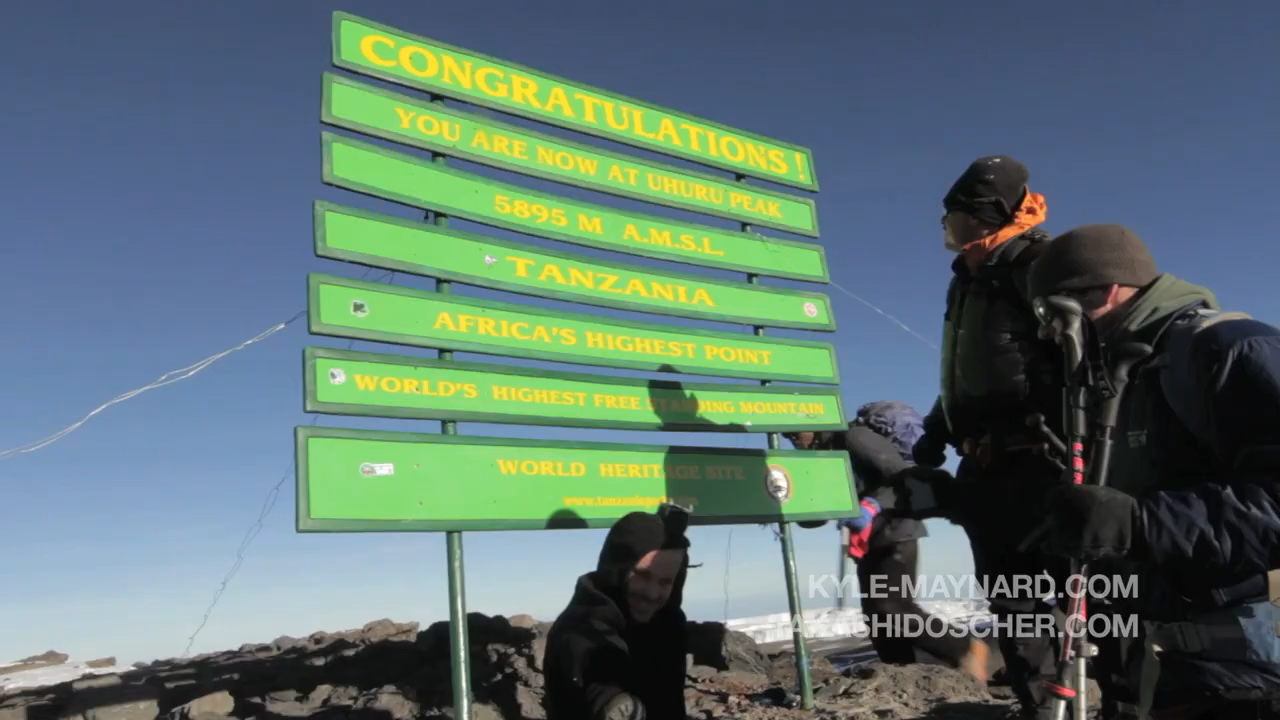 CONGRATULATIONS!
YOU ARE NOW AT UHURU PEAK
5895 M A.M.S.L.
TANZANIA
AFRICA'S HIGHEST POINT
WORLD'S HIGHEST FREE STANDING MOUNTAIN
WORLD HERITAGE SITE
KYLE-MAYNARD.COM